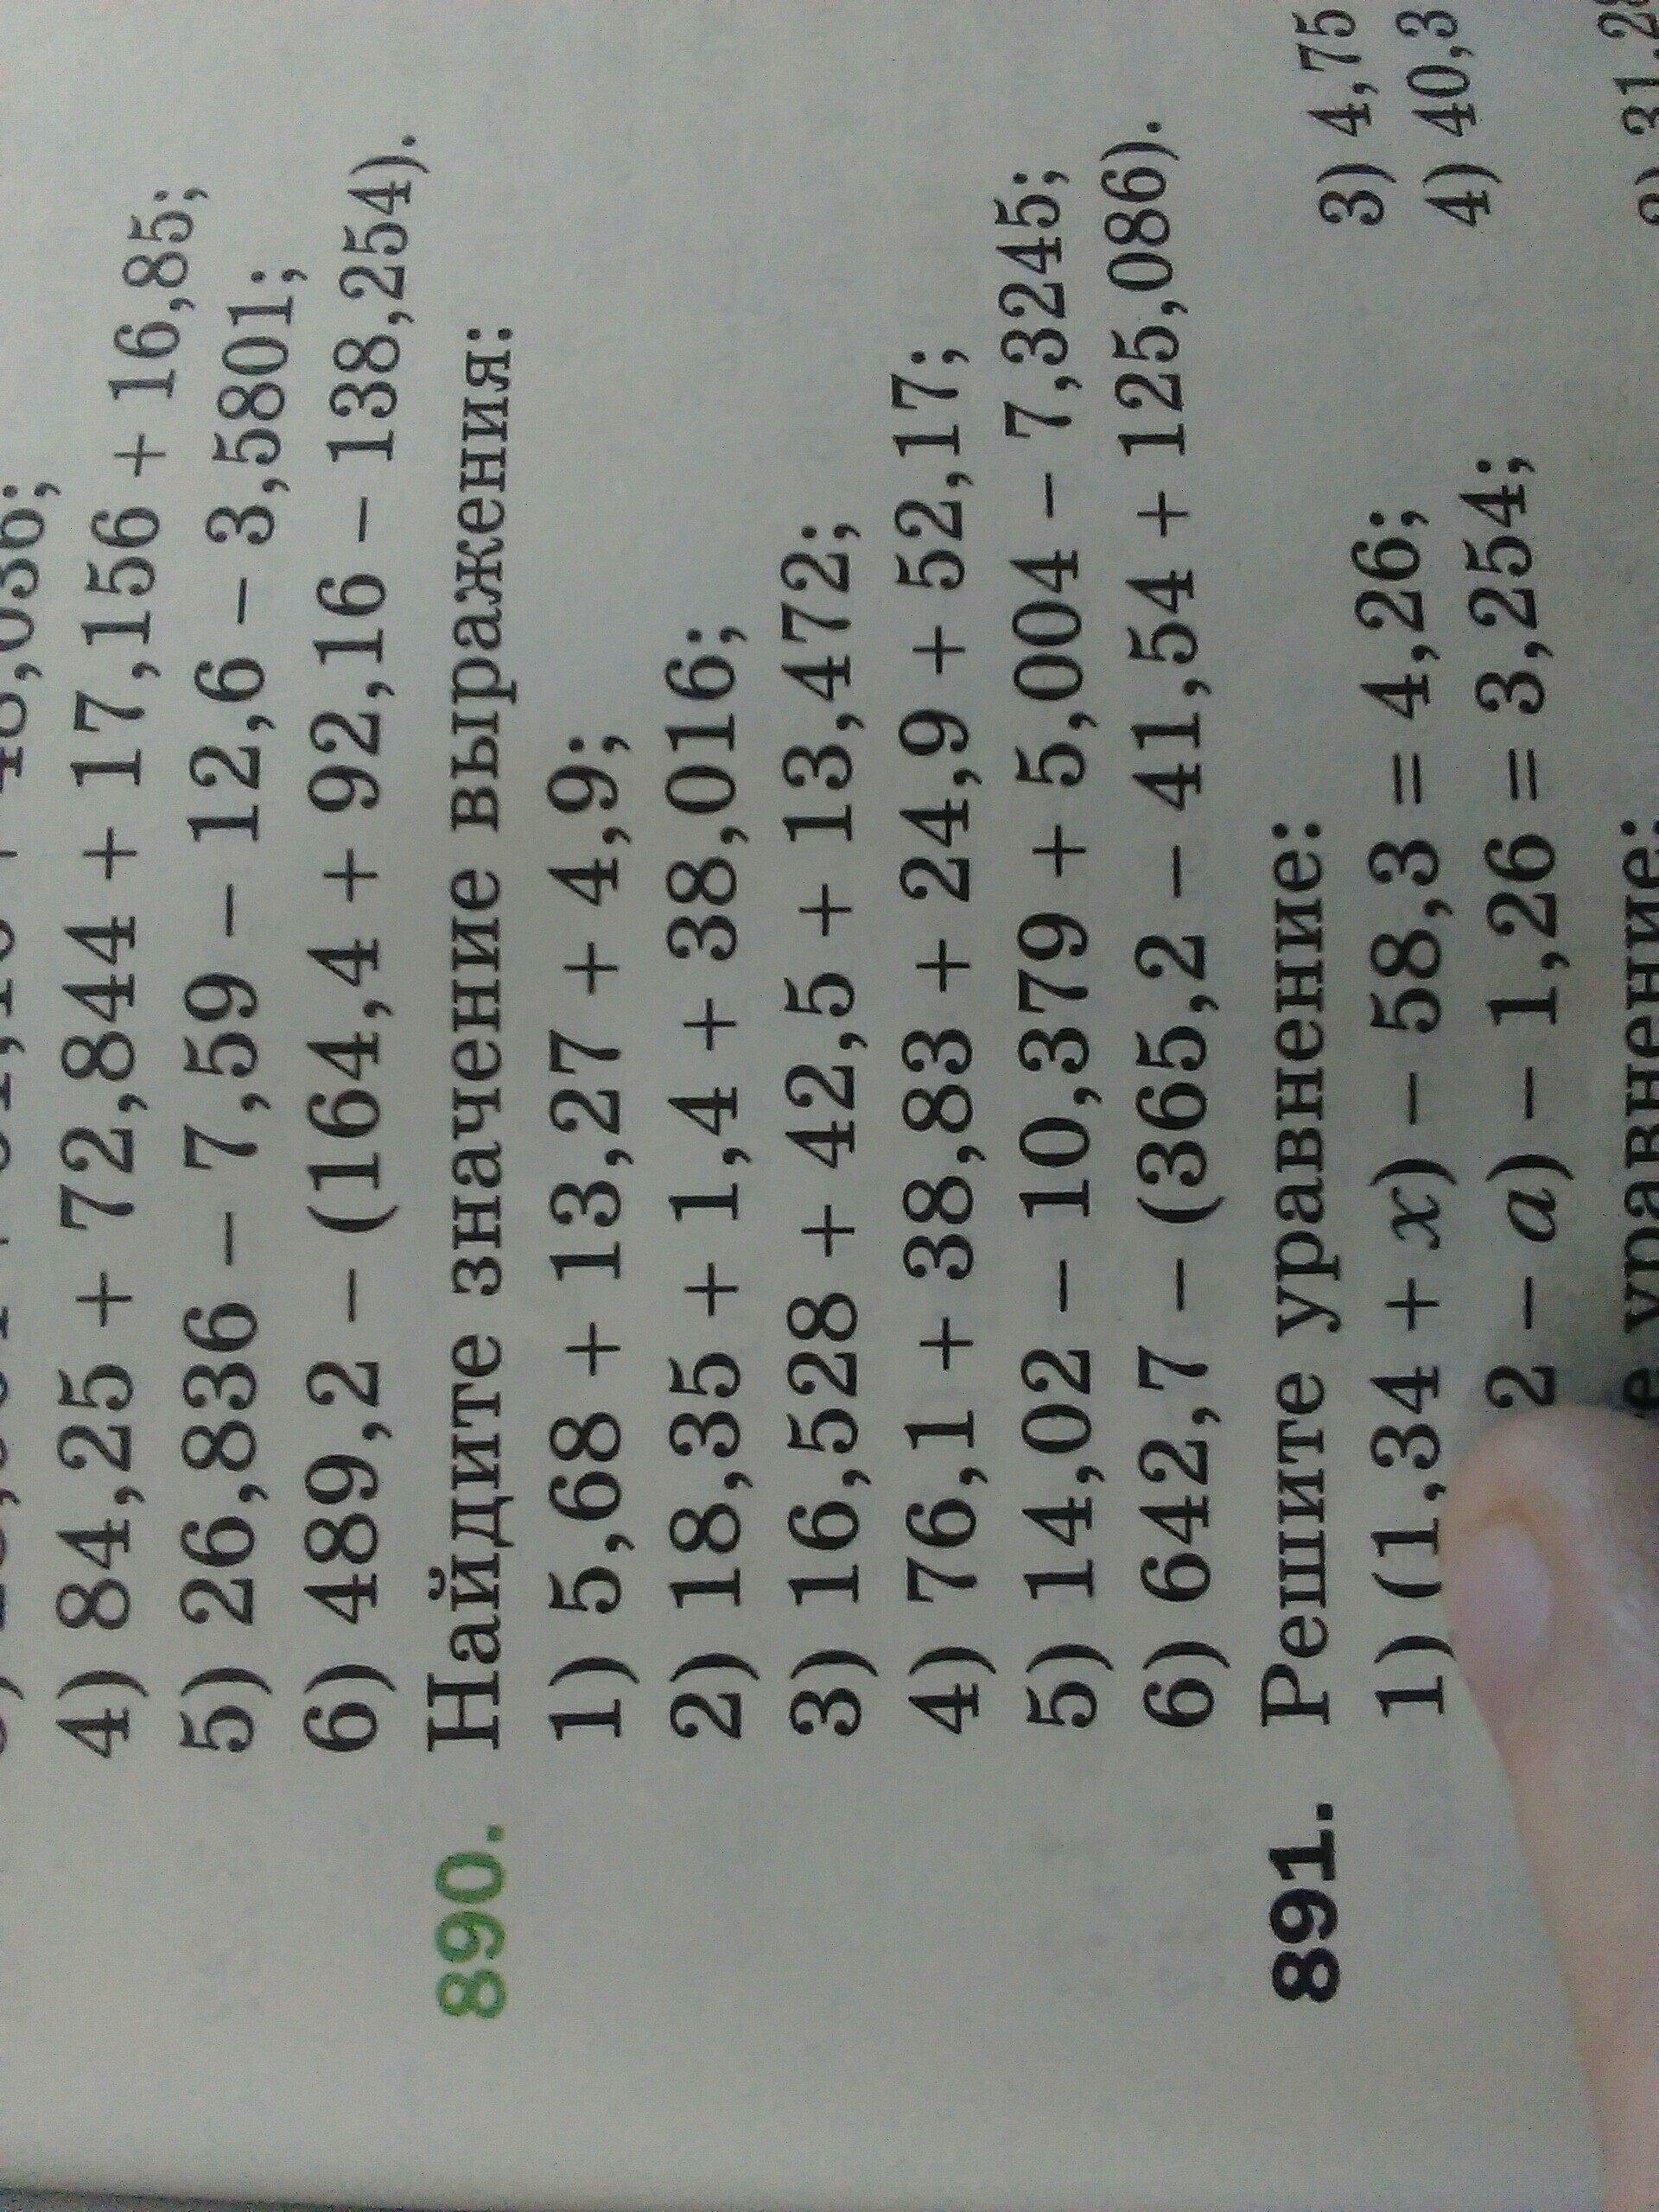 48,036;
4) 84,25 + 72,844 + 17,156 + 16,85;
5) 26,836 – 7,59 – 12,6 – 3,5801;
6) 489,2 – (164,4 + 92,16 – 138,254).
890. Найдите значение выражения:
1) 5,68 + 13,27 + 4,9;
2) 18,35 + 1,4 + 38,016;
3) 16,528 + 42,5 + 13,472;
4) 76,1 + 38,83 + 24,9 + 52,17;
5) 14,02 – 10,379 + 5,004 – 7,3245;
6) 642,7 – (365,2 – 41,54 + 125,086).
891. Решите уравнение:
1) (1,34 + x) – 58,3 = 4,26; 3) 4,75
2 – a) – 1,26 = 3,254; 4) 40,3
е уравнение: